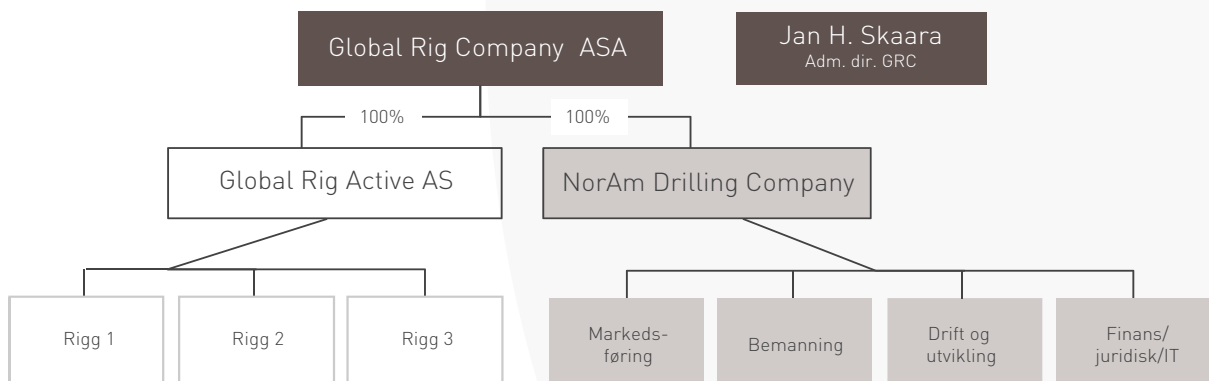 Global Rig Company ASA
Jan H. Skaara
Adm. dir. GRC
100%
100%
Global Rig Active AS
NorAm Drilling Company
Rigg 1
Rigg 2
Rigg 3
Markeds-
føring
Bemanning
Drift og
utvikling
Finans/
juridisk/IT